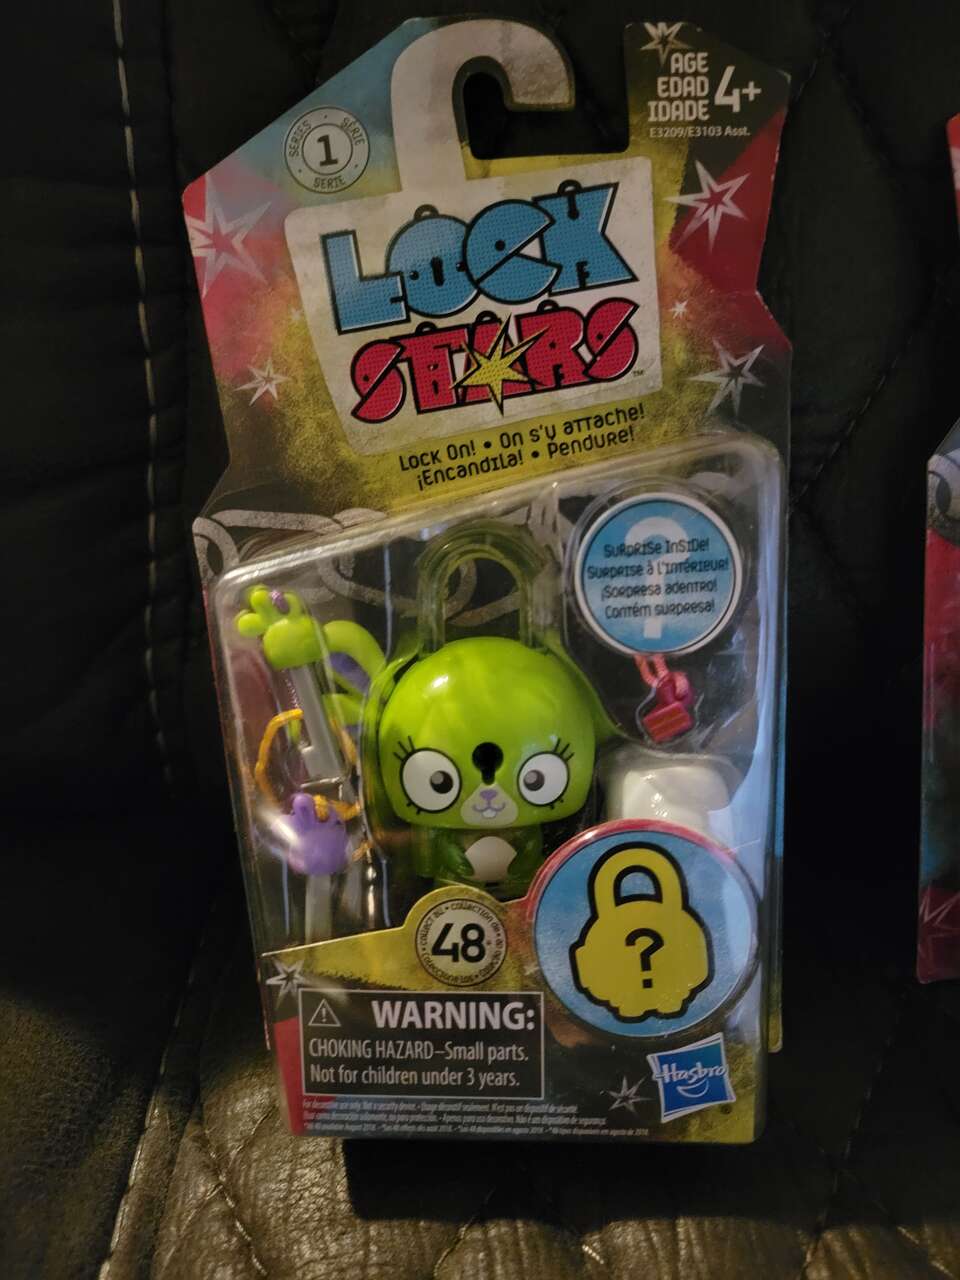 AGE
EDAD
IDADE
4+
E3209/E3103 Asst.
SERIES • SÉRIE
1
SERIE
LOCK
STARS™
Lock On! • On s'y attache!
¡Encandila! • Pendure!
Surprise Inside!
Surprise à l'intérieur!
¡Sorpresa adentro!
Contém surpresa!
48
?
WARNING:
CHOKING HAZARD–Small parts.
Not for children under 3 years.
Hasbro®